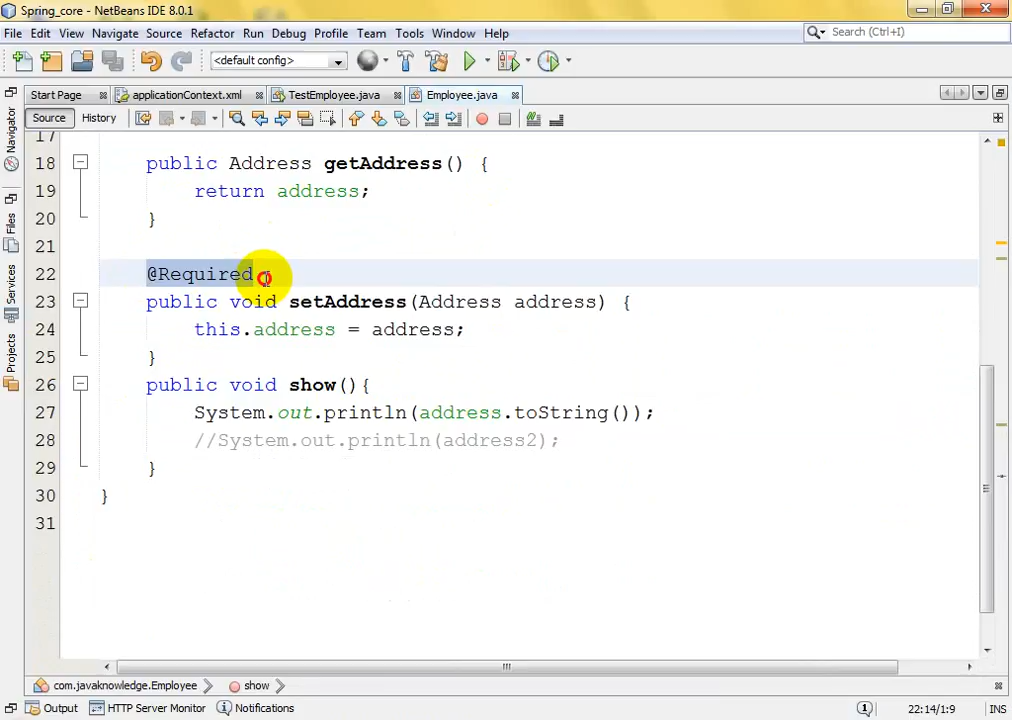 Spring_core - NetBeans IDE 8.0.1
File Edit View Navigate Source Refactor Run Debug Profile Team Tools Window Help
Search (Ctrl+I)
<default config>
Start Page applicationContext.xml TestEmployee.java Employee.java
Source History
Navigator
Files
Services
Projects
17
18 public Address getAddress() {
19 return address;
20 }
21
22 @Required
23 public void setAddress(Address address) {
24 this.address = address;
25 }
26 public void show(){
27 System.out.println(address.toString());
28 //System.out.println(address2);
29 }
30 }
31
com.javaknowledge.Employee show
Output HTTP Server Monitor Notifications 22:14/1:9 INS